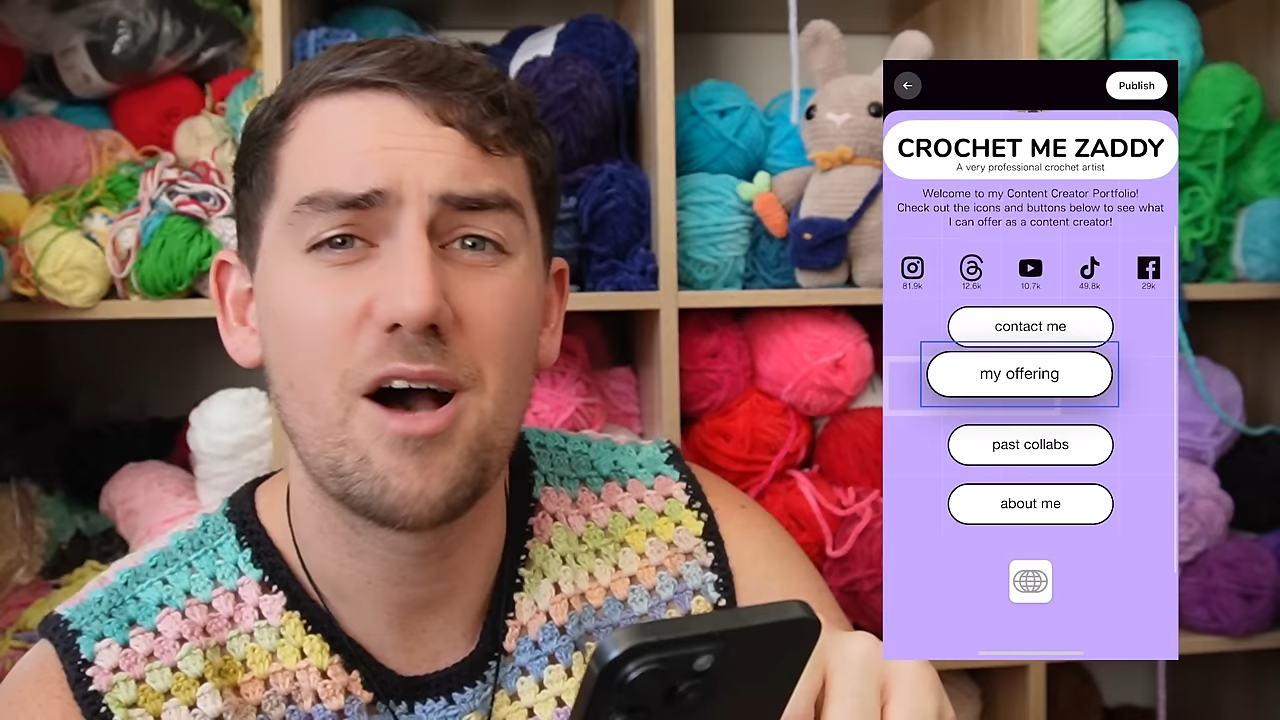 Publish
CROCHET ME ZADDY
A very professional crochet artist
Welcome to my Content Creator Portfolio!
Check out the icons and buttons below to see what
I can offer as a content creator!
81.9k
12.6k
10.7k
49.8k
29k
contact me
my offering
past collabs
about me